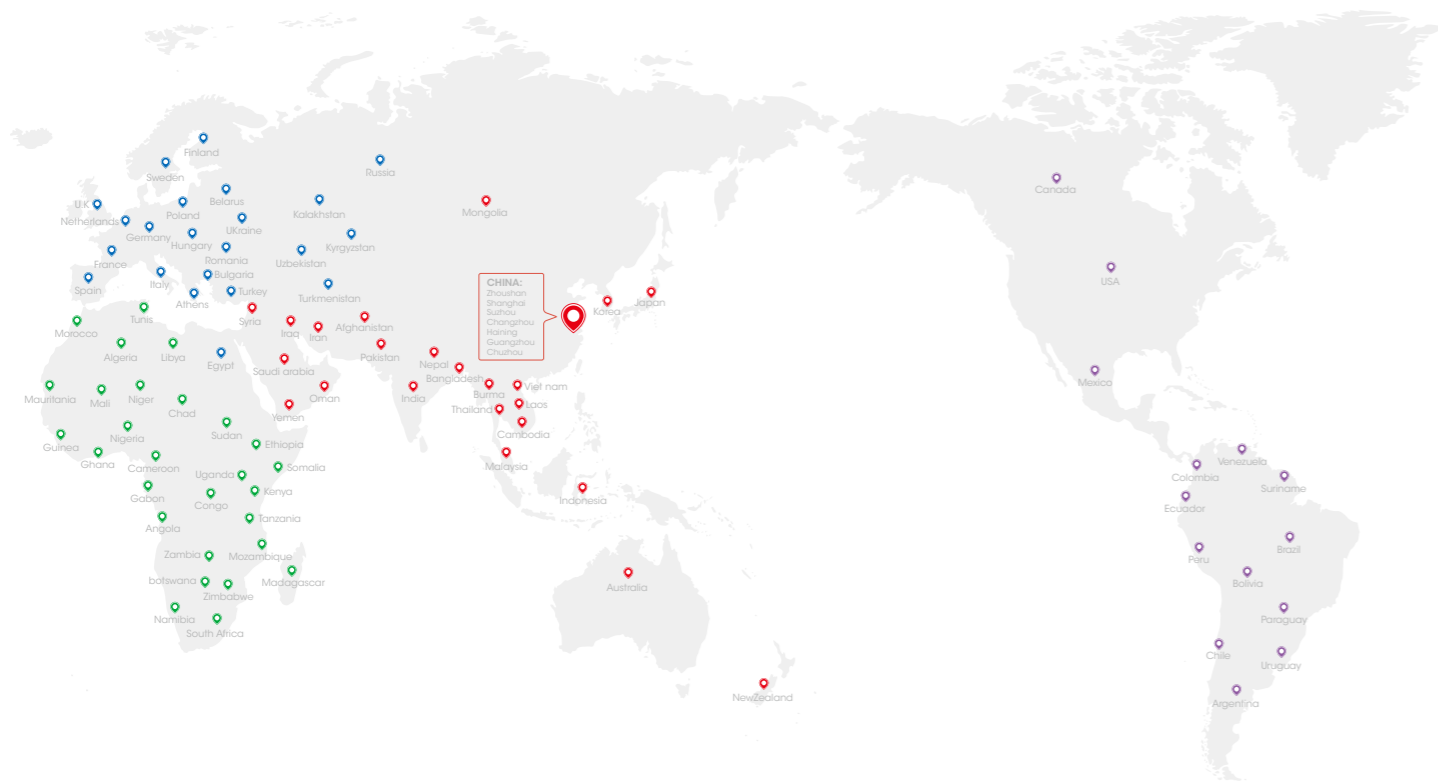 Finland
Sweden
Russia
Belarus
U.K
Poland
Kalakhstan
Mongolia
Netherlands
Germany
UKraine
Hungary
Kyrgyzstan
France
Romania
Uzbekistan
Spain
Italy
Bulgaria
Athens
Turkey
Turkmenistan
CHINA:
Zhoushan
Shanghai
Suzhou
Changzhou
Haining
Guangzhou
Chuzhou
Korea
Japan
Morocco
Tunis
Syria
Iraq
Iran
Afghanistan
Algeria
Libya
Egypt
Saudi arabia
Pakistan
Nepal
Bangladesh
Mauritania
Mali
Niger
Chad
Yemen
Oman
India
Burma
Viet nam
Thailand
Laos
Cambodia
Guinea
Nigeria
Sudan
Ethiopia
Ghana
Cameroon
Somalia
Malaysia
Uganda
Gabon
Congo
Kenya
Indonesia
Angola
Tanzania
Zambia
Mozambique
botswana
Zimbabwe
Madagascar
Namibia
South Africa
Australia
NewZealand
Canada
USA
Mexico
Venezuela
Colombia
Suriname
Ecuador
Peru
Brazil
Bolivia
Paraguay
Chile
Uruguay
Argentina